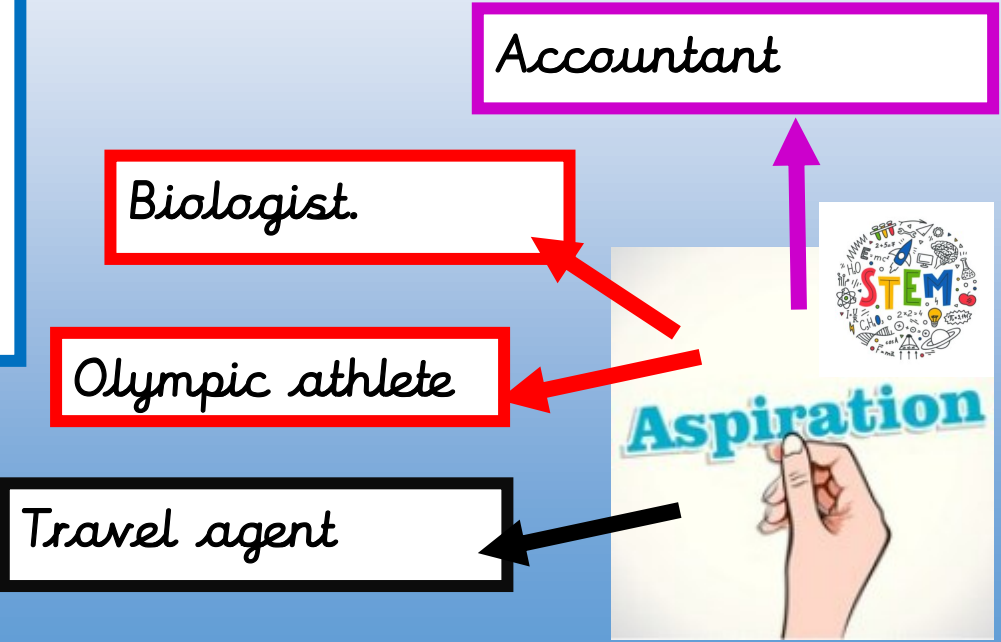 Accountant
Biologist.
Olympic athlete
Travel agent
STEM
Aspiration